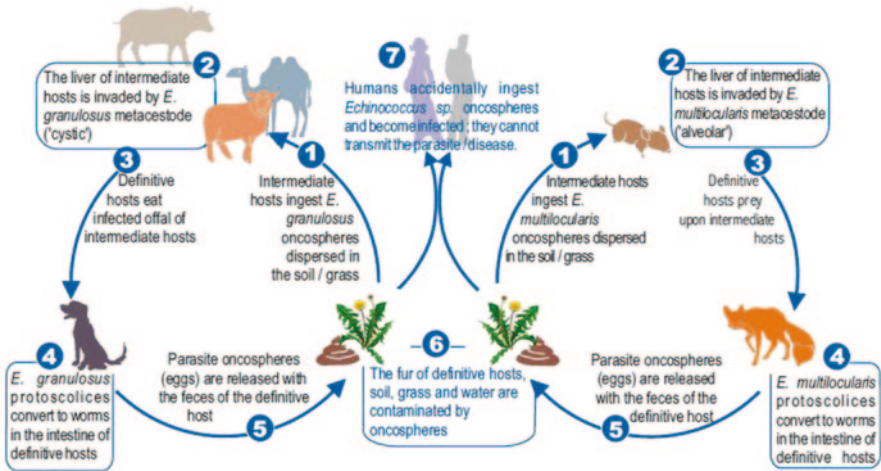 2
The liver of intermediate
hosts is invaded by E.
granulosus metacestode
('cystic')
3
Definitive
hosts eat
infected offal of
intermediate hosts
1
Intermediate
hosts ingest E.
granulosus
oncospheres
dispersed in
the soil / grass
7
Humans accidentally ingest
Echinococcus sp. oncospheres
and become infected; they cannot
transmit the parasite / disease.
2
The liver of intermediate
hosts is invaded by E.
multilocularis metacestode
('alveolar')
1
Intermediate hosts
ingest E.
multilocularis
oncospheres dispersed
in the soil / grass
3
Definitive
hosts prey
upon intermediate
hosts
4
E. granulosus
protoscolices
convert to worms
in the intestine of
definitive hosts
Parasite oncospheres
(eggs) are released with
the feces of the definitive
host
5
6
The fur of definitive hosts,
soil, grass and water are
contaminated by
oncospheres
Parasite oncospheres
(eggs) are released
with the feces of the
definitive host
5
4
E. multilocularis
protoscolices
convert to worms
in the intestine of
definitive hosts